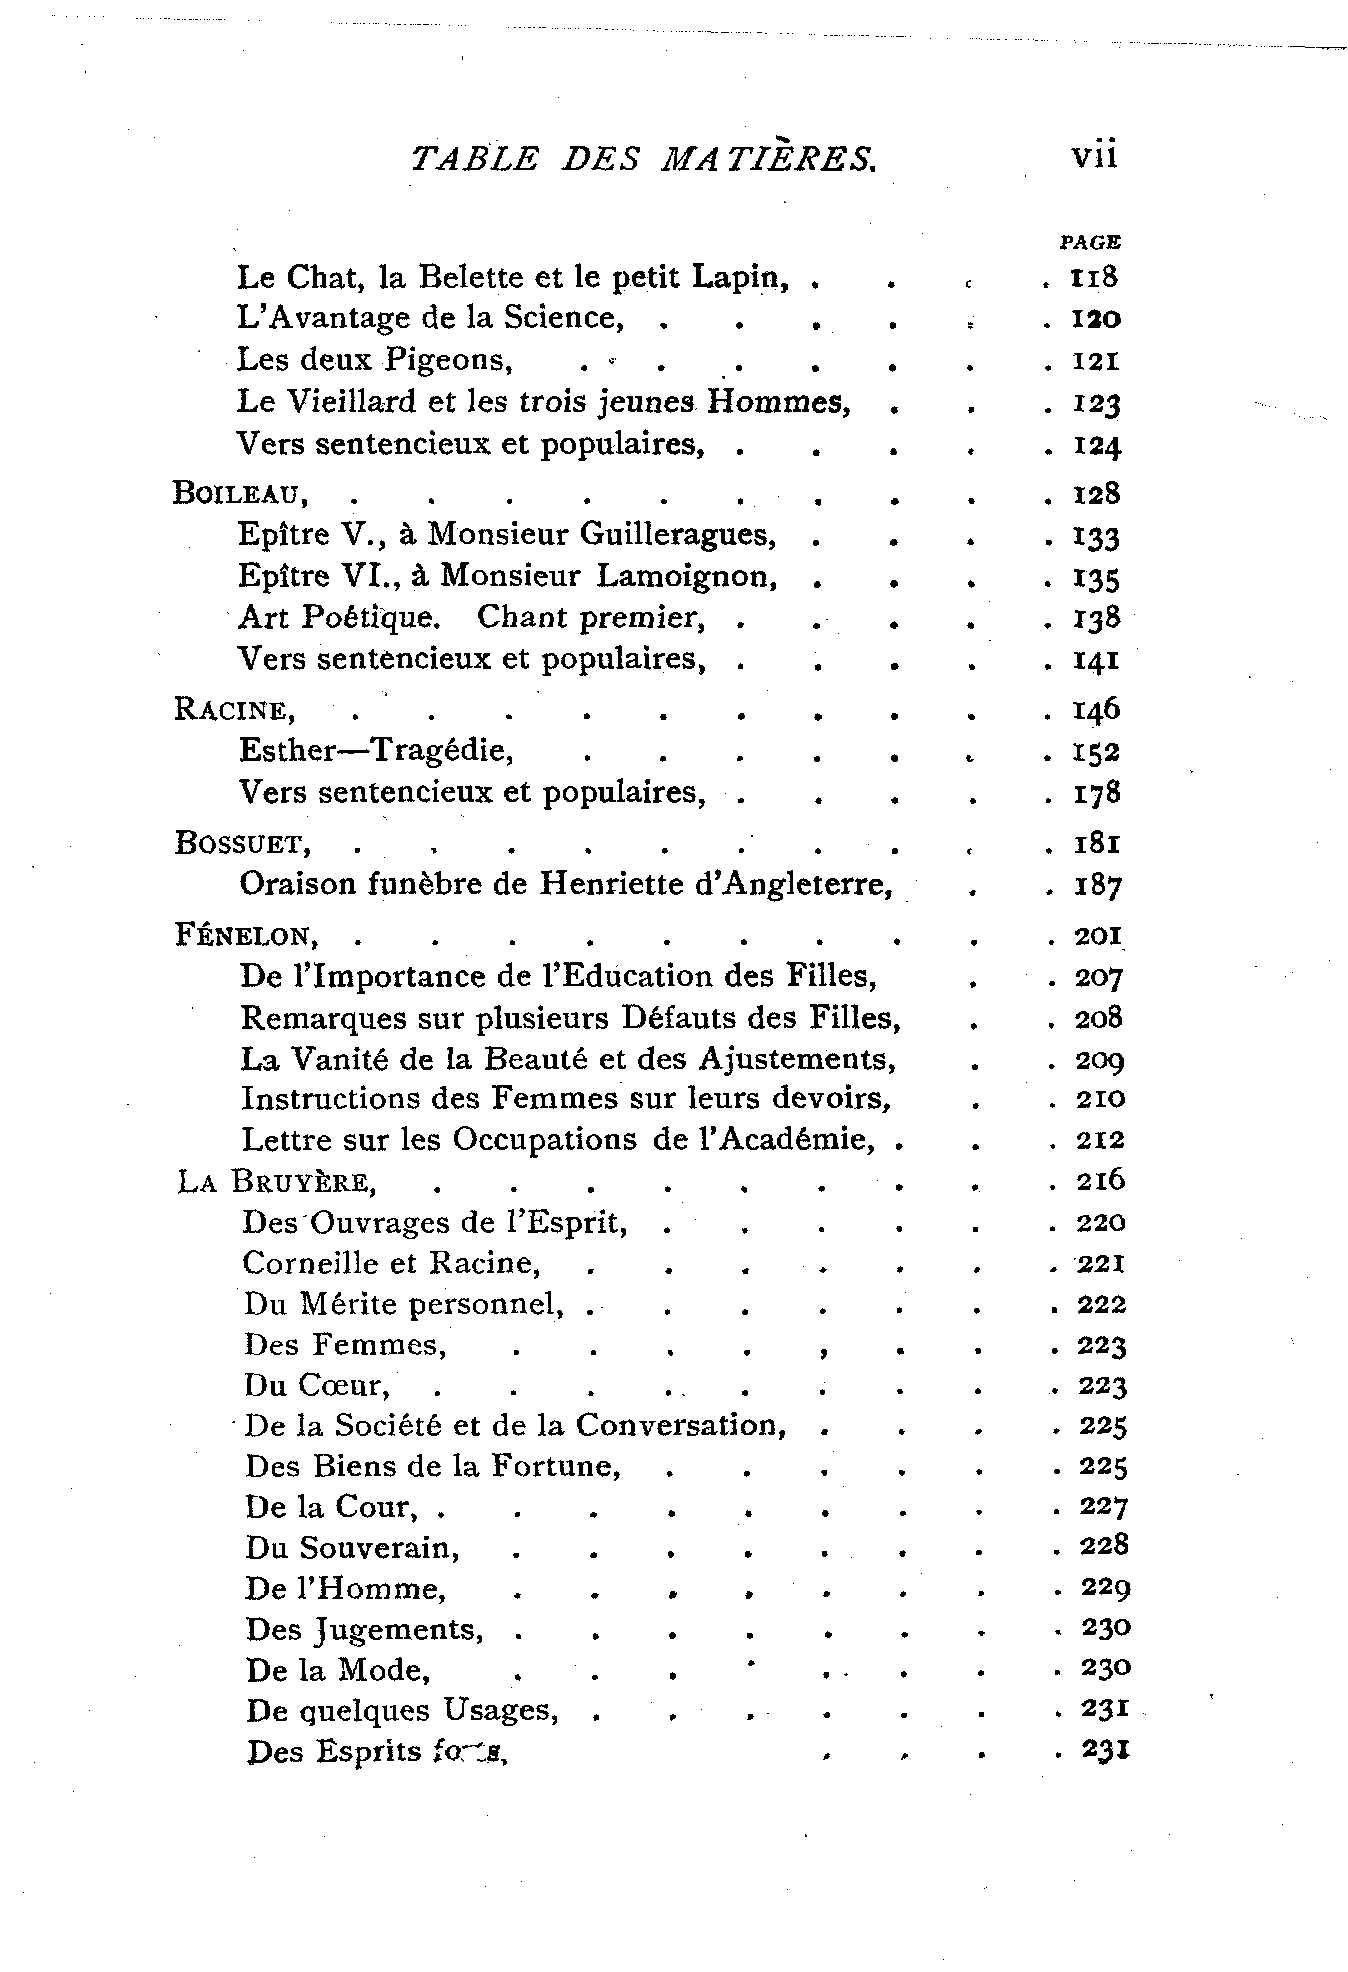 TABLE DES MATIÈRES. vii
PAGE
Le Chat, la Belette et le petit Lapin, . . . . 118
L'Avantage de la Science, . . . . . . 120
Les deux Pigeons, . . . . . . . 121
Le Vieillard et les trois jeunes Hommes, . . . 123
Vers sentencieux et populaires, . . . . . 124
BOILEAU, . . . . . . . . . . 128
Epître V., à Monsieur Guilleragues, . . . . 133
Epître VI., à Monsieur Lamoignon, . . . . 135
Art Poétique. Chant premier, . . . . . 138
Vers sentencieux et populaires, . . . . . 141
RACINE, . . . . . . . . . . 146
Esther—Tragédie, . . . . . . . 152
Vers sentencieux et populaires, . . . . . 178
BOSSUET, . . . . . . . . . . 181
Oraison funèbre de Henriette d'Angleterre, . . 187
FÉNELON, . . . . . . . . . . 201
De l'Importance de l'Education des Filles, . . 207
Remarques sur plusieurs Défauts des Filles, . . 208
La Vanité de la Beauté et des Ajustements, . . 209
Instructions des Femmes sur leurs devoirs, . . 210
Lettre sur les Occupations de l'Académie, . . . 212
LA BRUYÈRE, . . . . . . . . . 216
Des Ouvrages de l'Esprit, . . . . . . 220
Corneille et Racine, . . . . . . . 221
Du Mérite personnel, . . . . . . . 222
Des Femmes, . . . . , . . . 223
Du Cœur, . . . . . . . . . 223
De la Société et de la Conversation, . . . . 225
Des Biens de la Fortune, . . . . . . 225
De la Cour, . . . . . . . . . 227
Du Souverain, . . . . . . . . 228
De l'Homme, . . . . . . . . 229
Des Jugements, . . . . . . . . 230
De la Mode, . . . . . . . . 230
De quelques Usages, . . . . . . . 231
Des Esprits forts, . . . . 231